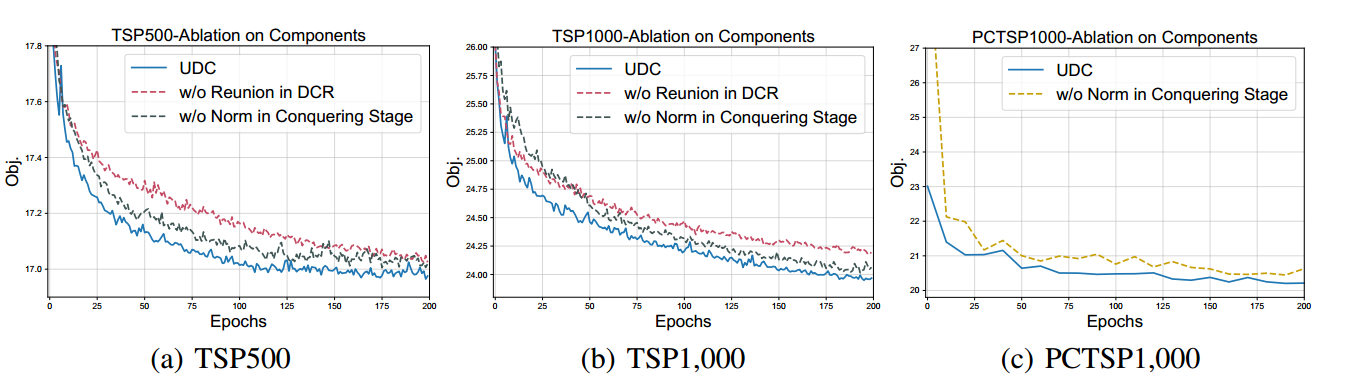 TSP500-Ablation on Components
17.8
17.6
17.4
17.2
17.0
Obj.
UDC
w/o Reunion in DCR
w/o Norm in Conquering Stage
0 25 50 75 100 125 150 175 200
Epochs
(a) TSP500
TSP1000-Ablation on Components
26.00
25.75
25.50
25.25
25.00
24.75
24.50
24.25
24.00
Obj.
UDC
w/o Reunion in DCR
w/o Norm in Conquering Stage
0 25 50 75 100 125 150 175 200
Epochs
(b) TSP1,000
PCTSP1000-Ablation on Components
27
26
25
24
23
22
21
20
Obj.
UDC
w/o Norm in Conquering Stage
0 25 50 75 100 125 150 175 200
Epochs
(c) PCTSP1,000